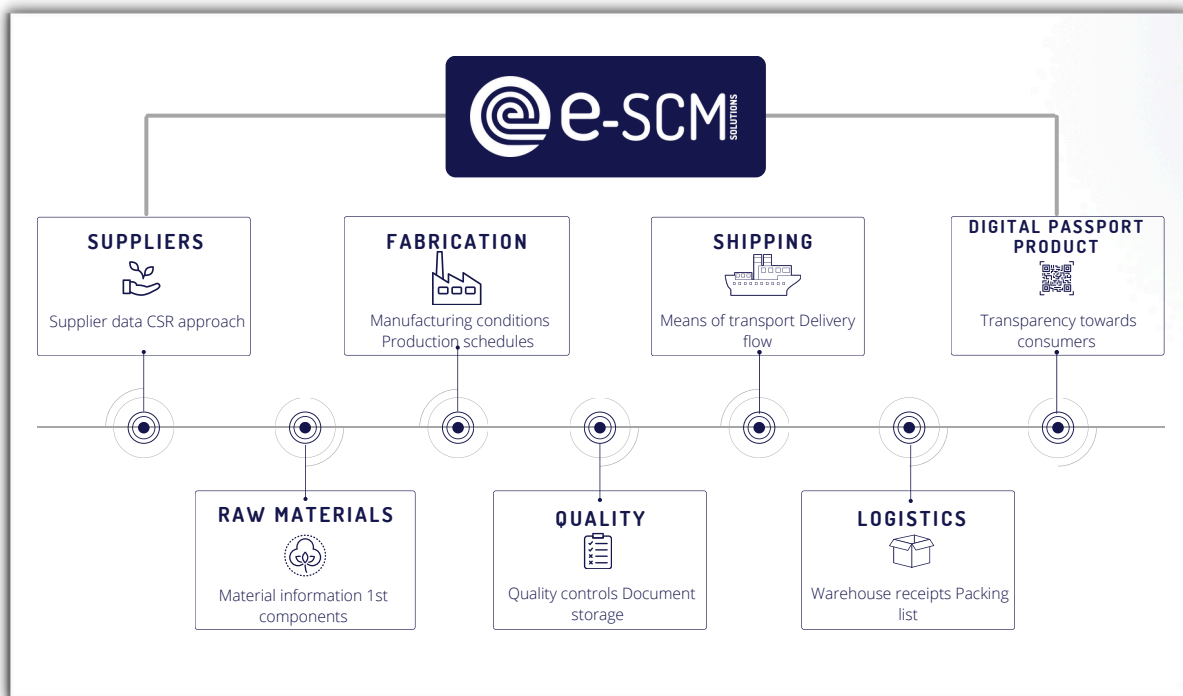 e-SCM SOLUTIONS
SUPPLIERS
Supplier data CSR approach
FABRICATION
Manufacturing conditions
Production schedules
SHIPPING
Means of transport Delivery
flow
DIGITAL PASSPORT
PRODUCT
Transparency towards
consumers
RAW MATERIALS
Material information 1st
components
QUALITY
Quality controls Document
storage
LOGISTICS
Warehouse receipts Packing
list